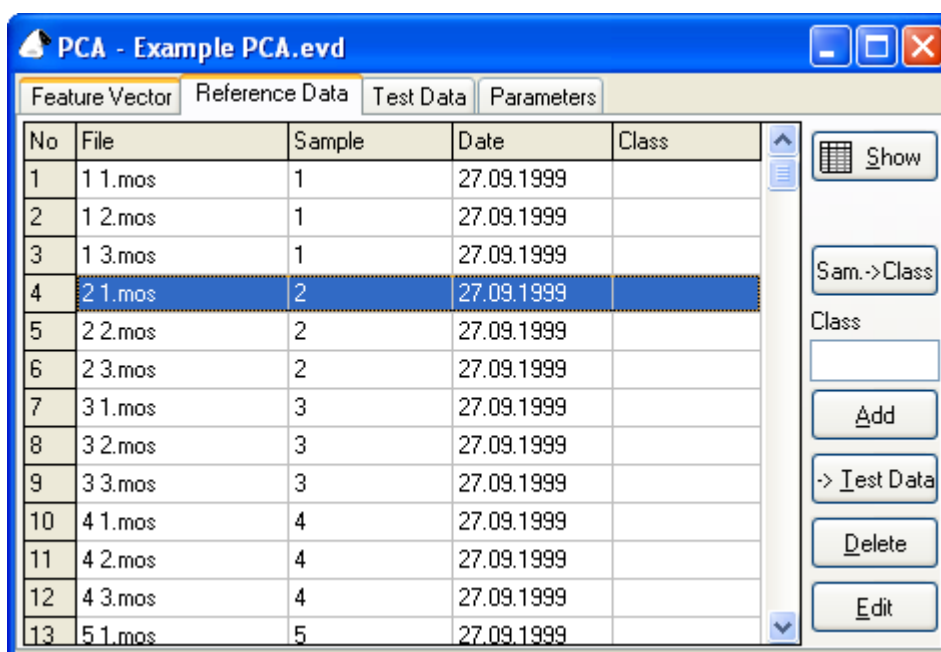 PCA - Example PCA.evd
Feature Vector Reference Data Test Data Parameters
No File Sample Date Class
1 1 1.mos 1 27.09.1999
2 1 2.mos 1 27.09.1999
3 1 3.mos 1 27.09.1999
4 2 1.mos 2 27.09.1999
5 2 2.mos 2 27.09.1999
6 2 3.mos 2 27.09.1999
7 3 1.mos 3 27.09.1999
8 3 2.mos 3 27.09.1999
9 3 3.mos 3 27.09.1999
10 4 1.mos 4 27.09.1999
11 4 2.mos 4 27.09.1999
12 4 3.mos 4 27.09.1999
13 5 1.mos 5 27.09.1999
Show
Sam.->Class
Class
Add
-> Test Data
Delete
Edit